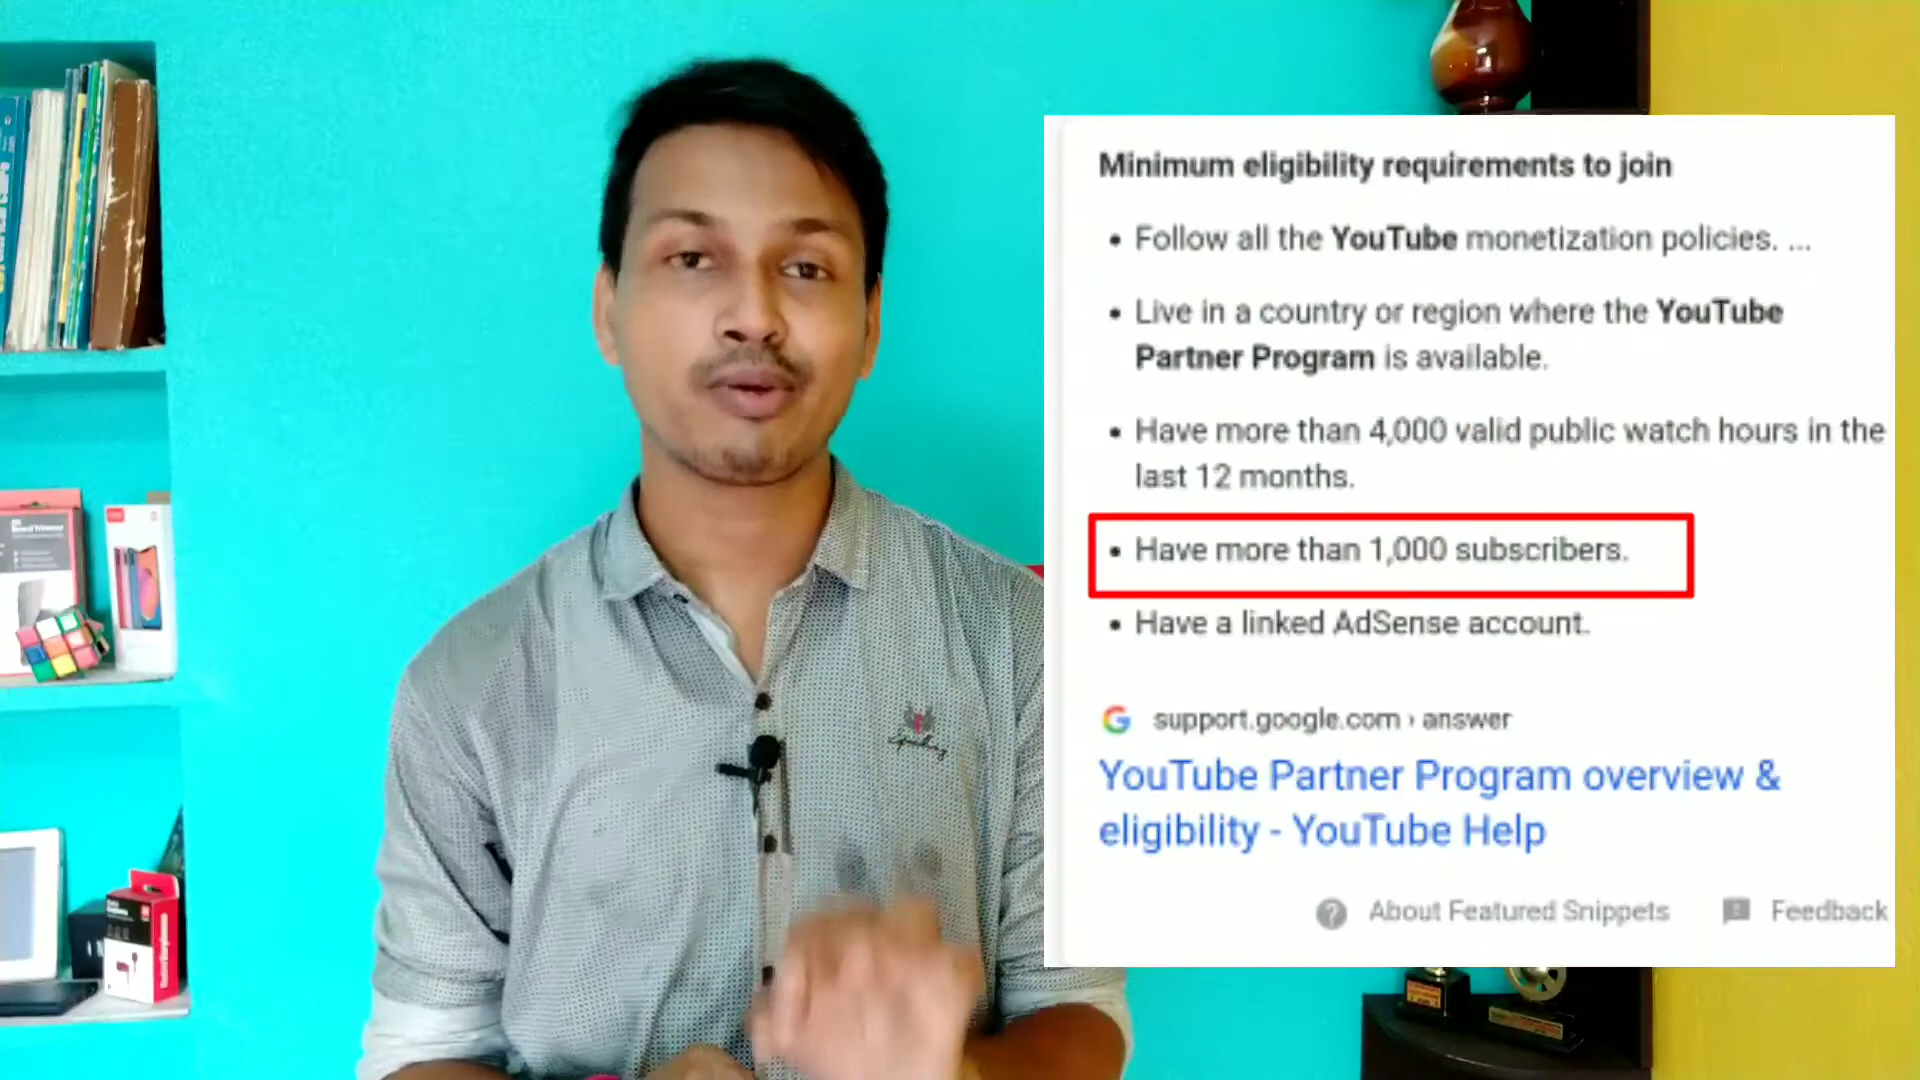 Minimum eligibility requirements to join
• Follow all the YouTube monetization policies. ...
• Live in a country or region where the YouTube
Partner Program is available.
• Have more than 4,000 valid public watch hours in the
last 12 months.
• Have more than 1,000 subscribers.
• Have a linked AdSense account.
support.google.com › answer
YouTube Partner Program overview &
eligibility - YouTube Help
About Featured Snippets
Feedback